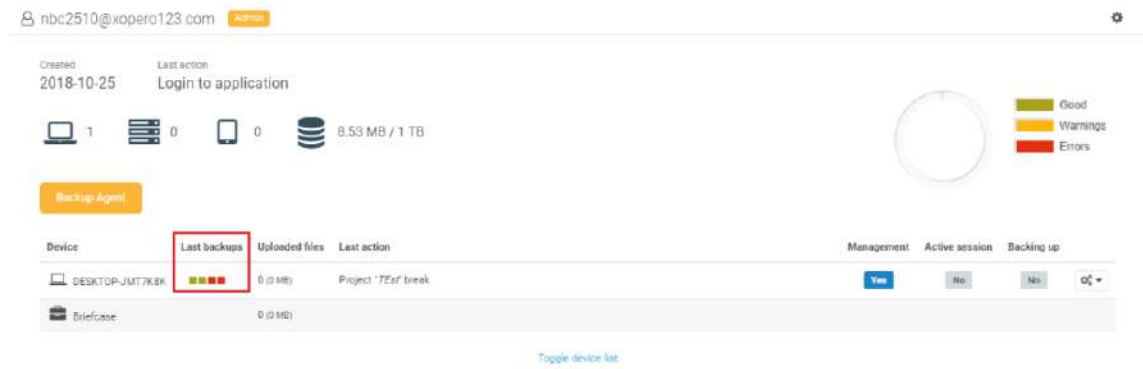 nbc2510@xopero123.com Admin
Created Last action
2018-10-25 Login to application
Good
Warnings
Errors
1 0 0 8.53 MB / 1 TB
Backup Agent
Device Last backups Uploaded files Last action Management Active session Backing up
DESKTOP-JMT7K8K 0 (0 MB) Project "TEst" break Yes No No
Briefcase 0 (0 MB)
Toggle device list